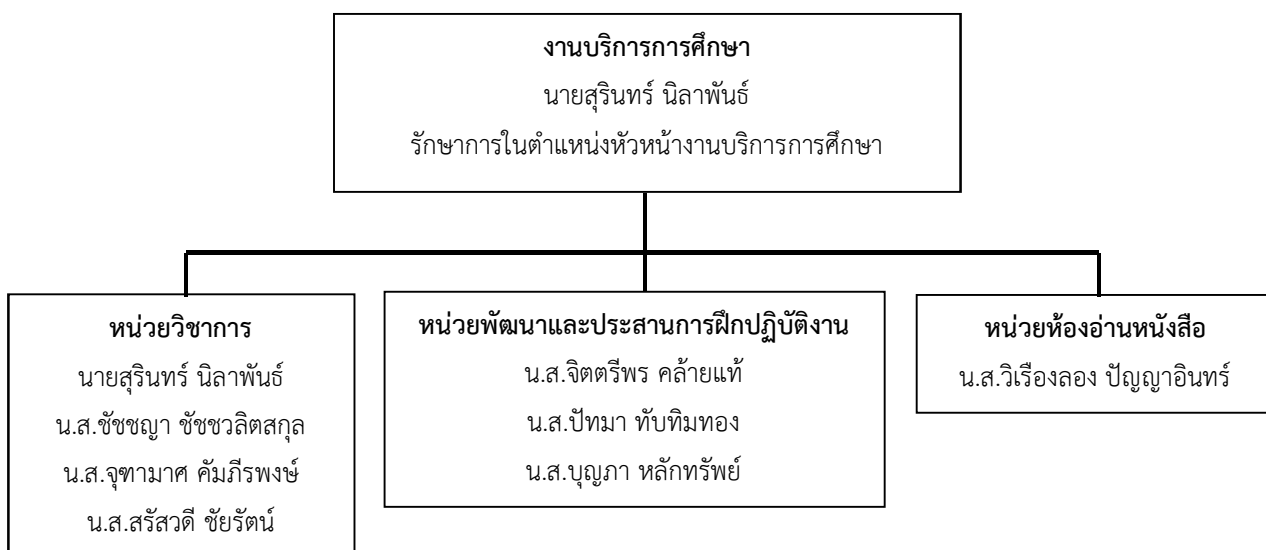 งานบริการการศึกษา
นายสุรินทร์ นิลาพันธ์
รักษาการในตำแหน่งหัวหน้างานบริการการศึกษา
หน่วยวิชาการ
นายสุรินทร์ นิลาพันธ์
น.ส.ชัชชญา ชัชชวลิตสกุล
น.ส.จุฑามาศ คัมภีรพงษ์
น.ส.สรัสวดี ชัยรัตน์
หน่วยพัฒนาและประสานการฝึกปฏิบัติงาน
น.ส.จิตตรีพร คล้ายแท้
น.ส.ปัทมา ทับทิมทอง
น.ส.บุญภา หลักทรัพย์
หน่วยห้องอ่านหนังสือ
น.ส.วิเรืองลอง ปัญญาอินทร์